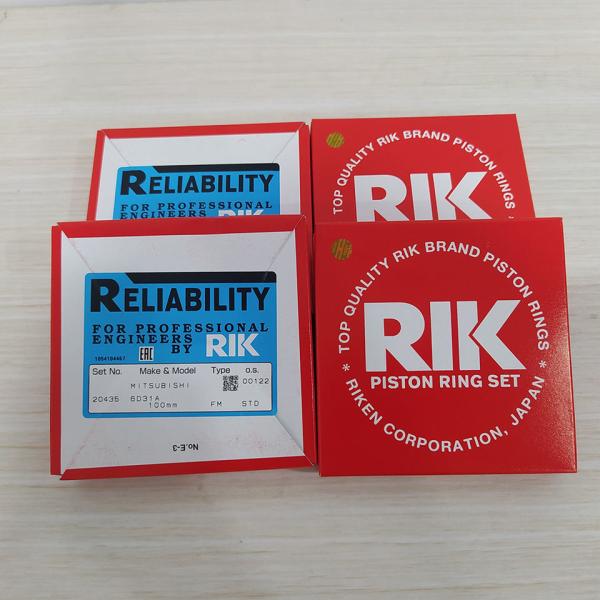 RELIABILITY
FOR PROFESSIONAL
ENGINEERS RIK
TOP QUALITY RIK BRAND PISTON RINGS
RIK
RELIABILITY
FOR PROFESSIONAL
ENGINEERS
BY RIK
1054104467 EAC
Set No. Make & Model Type o.s.
MITSUBISHI 00122
20435 6D31A
100mm FM STD
No.E-3
* TOP QUALITY RIK BRAND PISTON RINGS *
RIK
PISTON RING SET
RIKEN CORPORATION, JAPAN